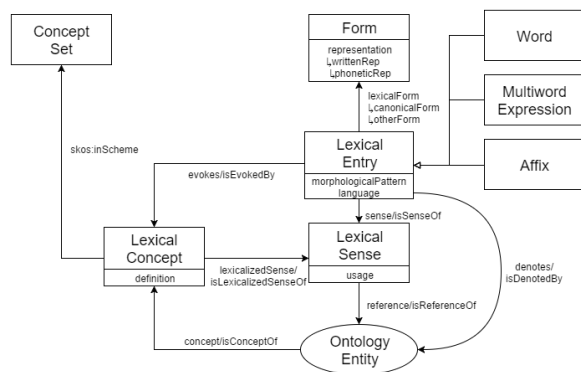 Concept
Set
Form
representation
↳writtenRep
↳phoneticRep
Word
Multiword
Expression
Affix
lexicalForm
↳canonicalForm
↳otherForm
skos:inScheme
Lexical
Entry
morphologicalPattern
language
evokes/isEvokedBy
sense/isSenseOf
Lexical
Concept
definition
lexicalizedSense/
isLexicalizedSenseOf
Lexical
Sense
usage
denotes/
isDenotedBy
reference/isReferenceOf
concept/isConceptOf
Ontology
Entity